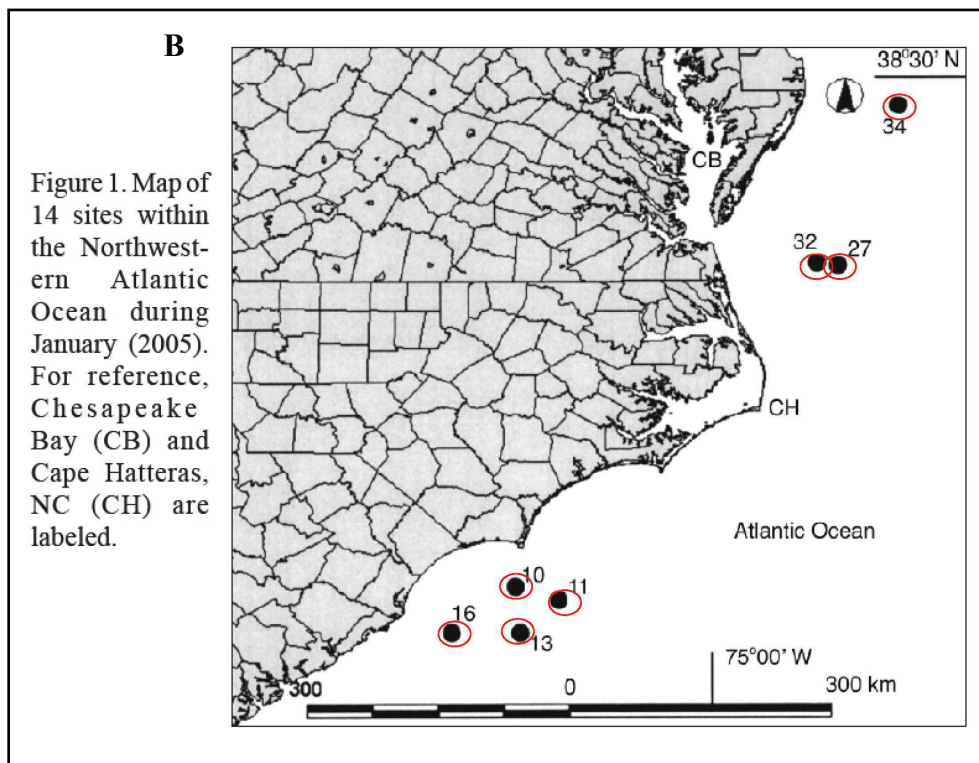 B
38°30' N
34
CB
Figure 1. Map of
14 sites within
the Northwest-
ern Atlantic
Ocean during
January (2005).
For reference,
Chesapeake
Bay (CB) and
Cape Hatteras,
NC (CH) are
labeled.
32 27
CH
Atlantic Ocean
10
11
16
13
75°00' W
300 0 300 km